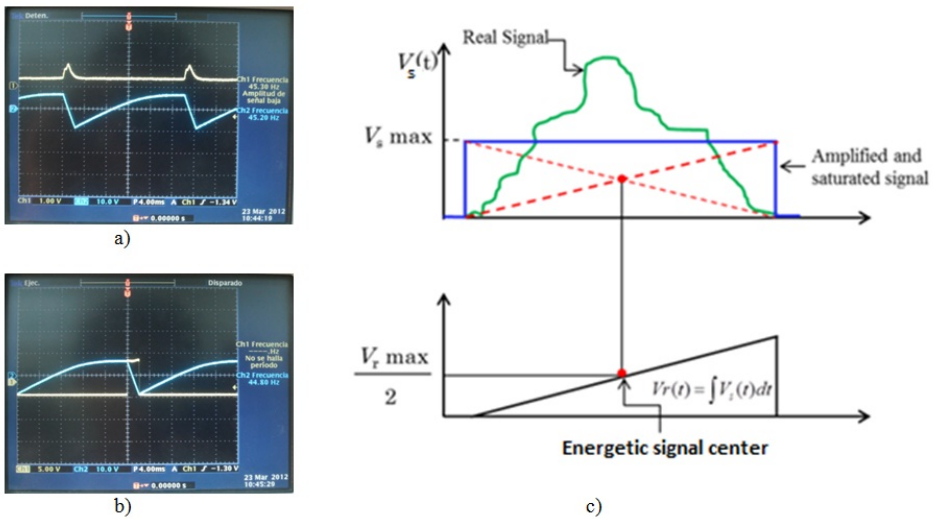 Deten.
Ch1 Frecuencia
45.30 Hz
Amplitud de
señal baja
Ch2 Frecuencia
45.20 Hz
Ch1 1.00 V Ch2 10.0 V P 4.00ms A Ch1 -1.34 V
0.00000 s
23 Mar 2012
10:44:19
a)
Ejec.
Disparado
Ch1 Frecuencia
----.Hz
No se halla
período
Ch2 Frecuencia
44.80 Hz
Ch1 5.00 V Ch2 10.0 V P 4.00ms A Ch1 -1.30 V
0.00000 s
23 Mar 2012
10:45:20
b)
Real Signal
Vs(t)
Vs max
Amplified and
saturated signal
Vr max
2
Vr(t) = ∫Vs(t)dt
Energetic signal center
c)